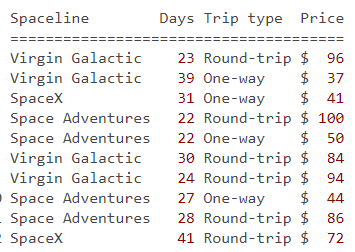 Spaceline        Days Trip type  Price
======================================
Virgin Galactic    23 Round-trip $  96
Virgin Galactic    39 One-way    $  37
SpaceX             31 One-way    $  41
Space Adventures   22 Round-trip $ 100
Space Adventures   22 One-way    $  50
Virgin Galactic    30 Round-trip $  84
Virgin Galactic    24 Round-trip $  94
Space Adventures   27 One-way    $  44
Space Adventures   28 Round-trip $  86
SpaceX             41 Round-trip $  72